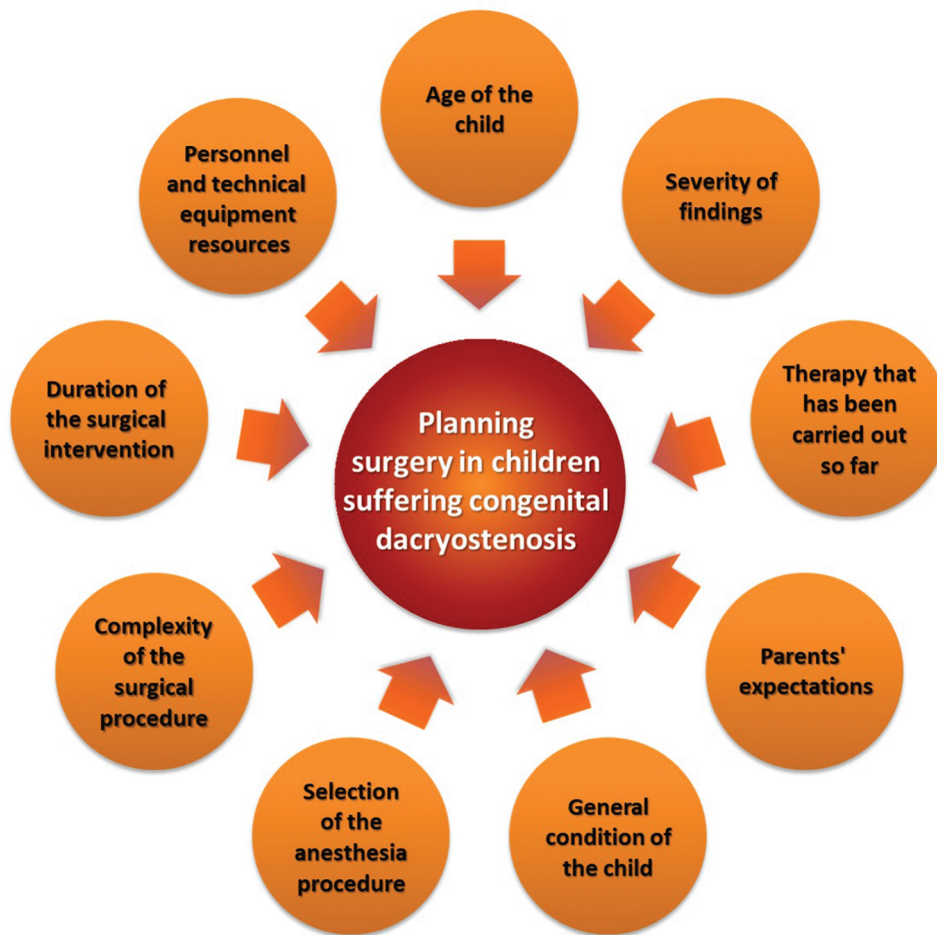 Age of the
child
Severity of
findings
Therapy that
has been
carried out
so far
Parents'
expectations
General
condition of
the child
Selection
of the
anesthesia
procedure
Complexity
of the
surgical
procedure
Duration of
the surgical
intervention
Personnel
and technical
equipment
resources
Planning
surgery in children
suffering congenital
dacryostenosis